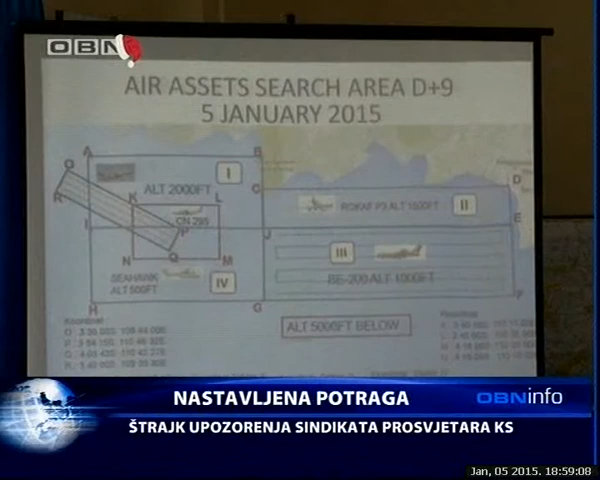 OBN
AIR ASSETS SEARCH AREA D+9
5 JANUARY 2015
A
B
O
I
D
ALT 2000FT
C
R
K
L
ROKAF P3 ALT 1500FT
II
CN 295
E
I
P
J
III
N
Q
M
SEAHAWK
ALT 500FT
IV
BE-200 ALT 1000FT
F
H
G
Koordinat
ALT 5000FT BELOW
NASTAVLJENA POTRAGA
OBNinfo
ŠTRAJK UPOZORENJA SINDIKATA PROSVJETARA KS
Jan, 05 2015. 18:59:08